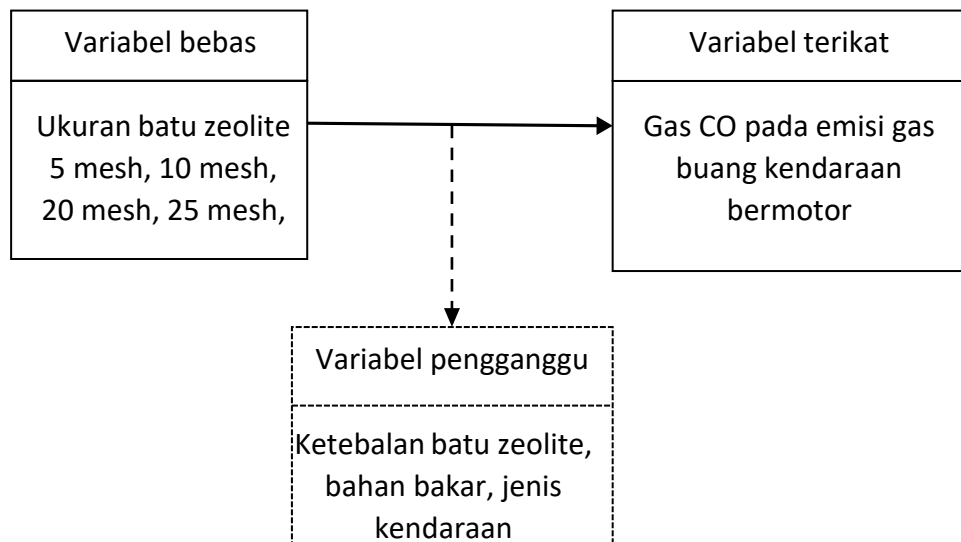 Variabel bebas
Ukuran batu zeolite
5 mesh, 10 mesh,
20 mesh, 25 mesh,
Variabel terikat
Gas CO pada emisi gas
buang kendaraan
bermotor
Variabel pengganggu
Ketebalan batu zeolite,
bahan bakar, jenis
kendaraan